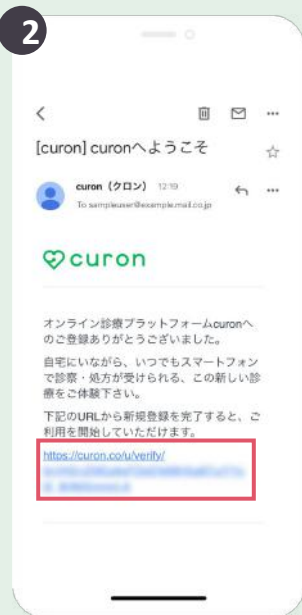 2
[curon] curonへようこそ
curon（クロン） 12:19
To sampleuser@example.mail.co.jp
curon
オンライン診療プラットフォームcuronへ
のご登録ありがとうございました。
自宅にいながら、いつでもスマートフォン
で診察・処方が受けられる、この新しい診
療をご体験下さい。
下記のURLから新規登録を完了すると、ご
利用を開始していただけます。
https://curon.co/u/verify/